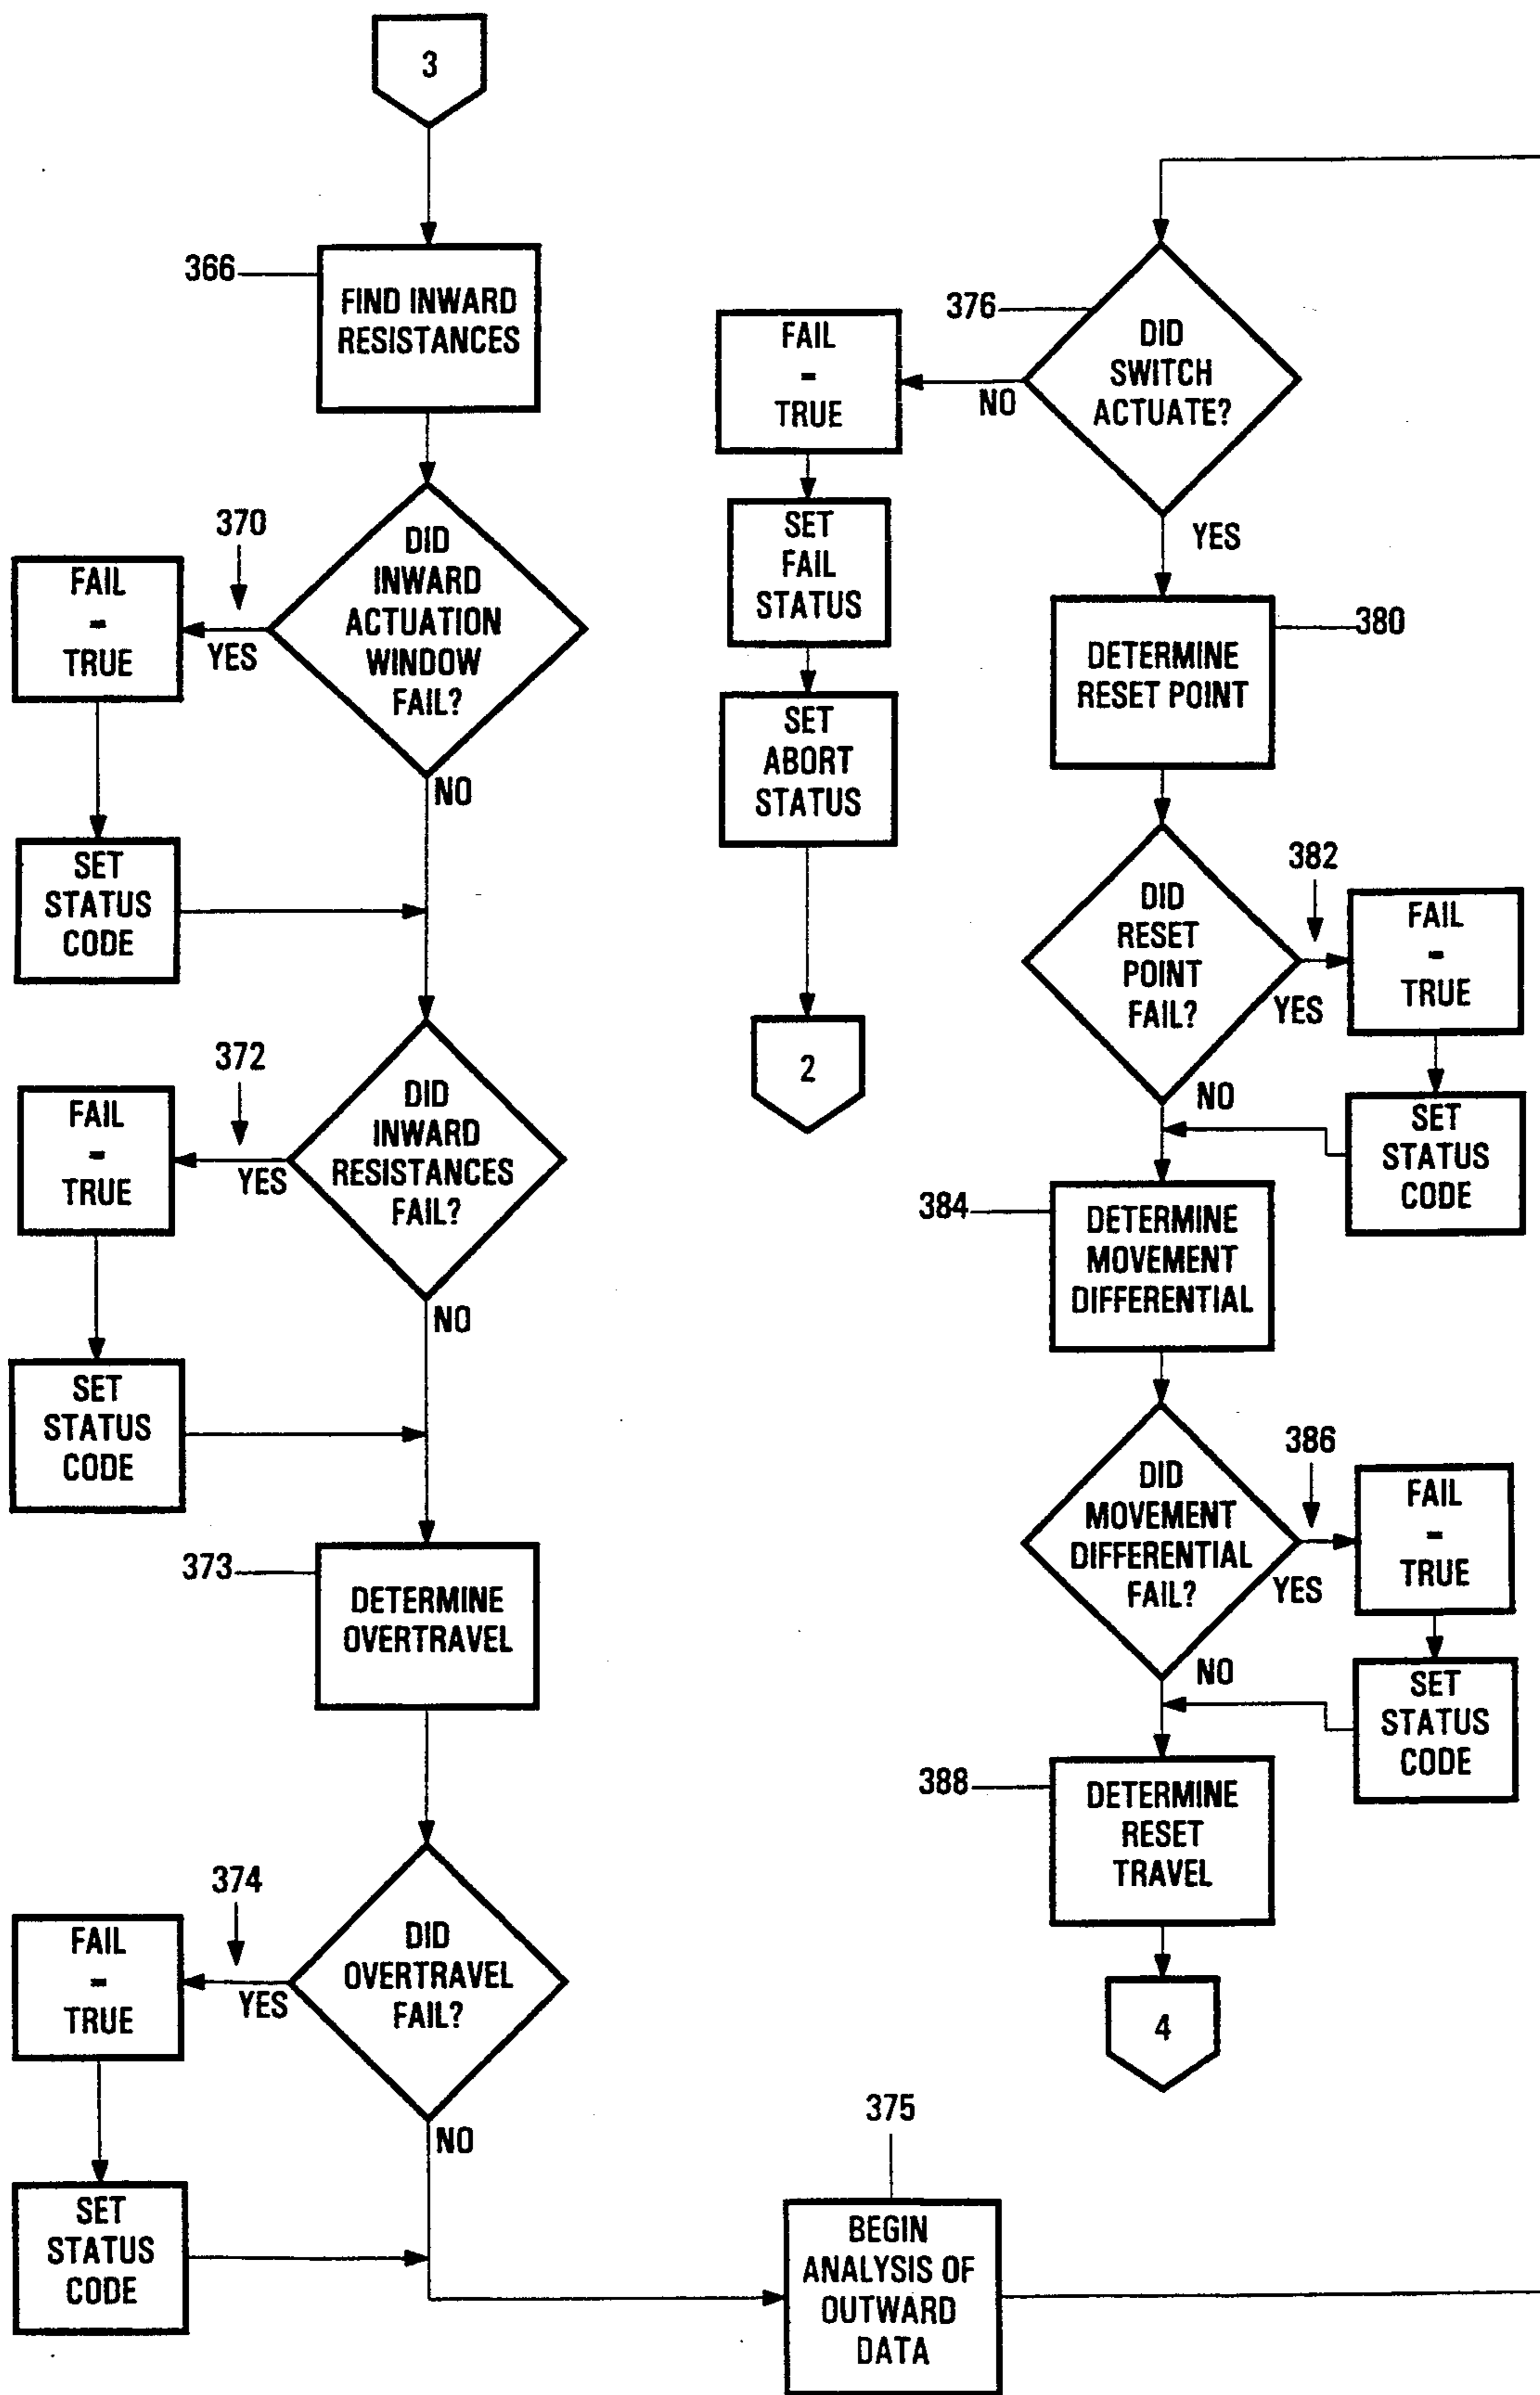 3
366
FIND INWARD
RESISTANCES
370
DID
INWARD
ACTUATION
WINDOW
FAIL?
YES
FAIL
=
TRUE
NO
SET
STATUS
CODE
372
DID
INWARD
RESISTANCES
FAIL?
YES
FAIL
=
TRUE
NO
SET
STATUS
CODE
373
DETERMINE
OVERTRAVEL
374
DID
OVERTRAVEL
FAIL?
YES
FAIL
=
TRUE
NO
SET
STATUS
CODE
375
BEGIN
ANALYSIS OF
OUTWARD
DATA
376
DID
SWITCH
ACTUATE?
NO
FAIL
=
TRUE
SET
FAIL
STATUS
SET
ABORT
STATUS
2
YES
380
DETERMINE
RESET POINT
382
DID
RESET
POINT
FAIL?
YES
FAIL
=
TRUE
NO
SET
STATUS
CODE
384
DETERMINE
MOVEMENT
DIFFERENTIAL
386
DID
MOVEMENT
DIFFERENTIAL
FAIL?
YES
FAIL
=
TRUE
NO
SET
STATUS
CODE
388
DETERMINE
RESET
TRAVEL
4